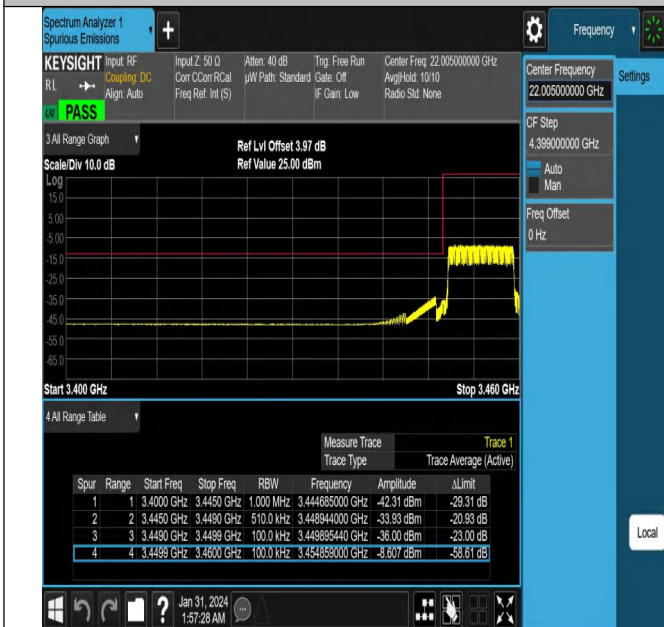 Spectrum Analyzer 1
Spurious Emissions
Frequency
KEYSIGHT Input: RF Input Z: 50 Ω Atten: 40 dB Trig: Free Run Center Freq: 22.005000000 GHz
RL Coupling: DC Corr CCorr RCal µW Path: Standard Gate: Off Avg|Hold: 10/10
Align: Auto Freq Ref: Int (S) IF Gain: Low Radio Std: None
PASS
Center Frequency
22.005000000 GHz
Settings
CF Step
4.399000000 GHz
Auto
Man
Freq Offset
0 Hz
3 All Range Graph
Ref Lvl Offset 3.97 dB
Scale/Div 10.0 dB Ref Value 25.00 dBm
Log
15.0
5.00
-5.00
-15.0
-25.0
-35.0
-45.0
-55.0
-65.0
Start 3.400 GHz Stop 3.460 GHz
4 All Range Table
Measure Trace Trace 1
Trace Type Trace Average (Active)
Spur Range Start Freq Stop Freq RBW Frequency Amplitude ΔLimit
1 1 3.4000 GHz 3.4450 GHz 1.000 MHz 3.444685000 GHz -42.31 dBm -29.31 dB
2 2 3.4450 GHz 3.4490 GHz 510.0 kHz 3.448944000 GHz -33.93 dBm -20.93 dB
3 3 3.4490 GHz 3.4499 GHz 100.0 kHz 3.449895440 GHz -36.00 dBm -23.00 dB
4 4 3.4499 GHz 3.4600 GHz 100.0 kHz 3.454859000 GHz -8.607 dBm -58.61 dB
Local
?
Jan 31, 2024
1:57:28 AM